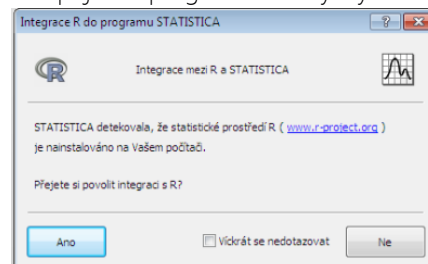 Integrace R do programu STATISTICA
R
Integrace mezi R a STATISTICA
STATISTICA detekovala, že statistické prostředí R ( www.r-project.org )
je nainstalováno na Vašem počítači.
Přejete si povolit integraci s R?
Ano
Víckrát se nedotazovat
Ne